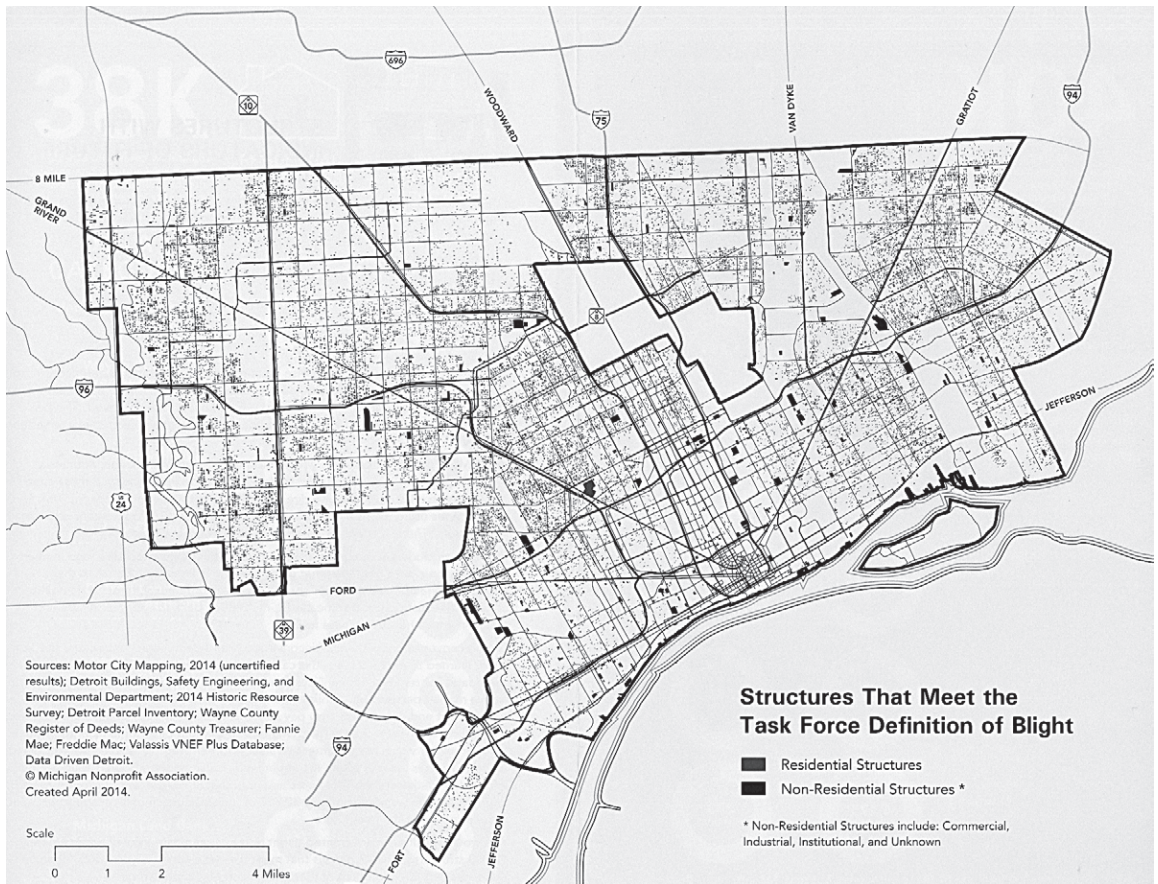 696
10
WOODWARD
75
VAN DYKE
GRATIOT
94
8 MILE
GRAND
RIVER
96
JEFFERSON
US
24
FORD
MICHIGAN
39
94
FORT
JEFFERSON
Sources: Motor City Mapping, 2014 (uncertified
results); Detroit Buildings, Safety Engineering, and
Environmental Department; 2014 Historic Resource
Survey; Detroit Parcel Inventory; Wayne County
Register of Deeds; Wayne County Treasurer; Fannie
Mae; Freddie Mac; Valassis VNEF Plus Database;
Data Driven Detroit.
© Michigan Nonprofit Association.
Created April 2014.
Scale
0 1 2 4 Miles
Structures That Meet the
Task Force Definition of Blight
Residential Structures
Non-Residential Structures *
* Non-Residential Structures include: Commercial,
Industrial, Institutional, and Unknown